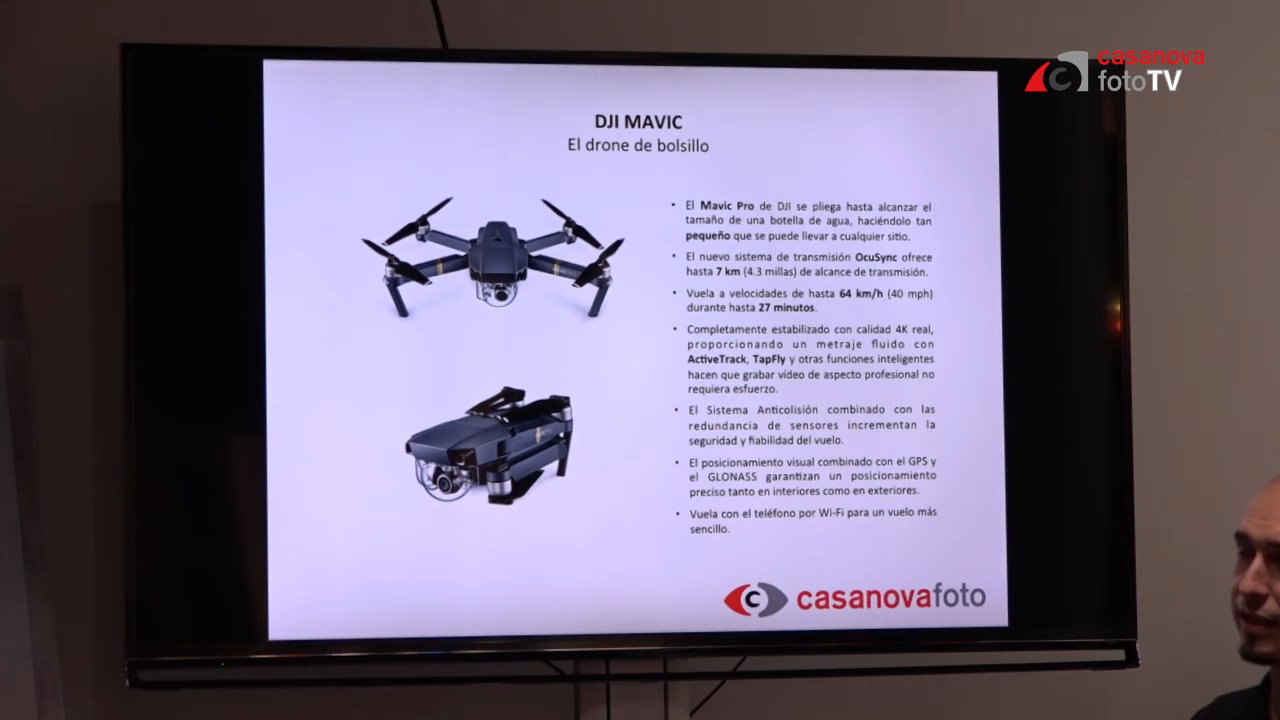 casanova
fotoTV
DJI MAVIC
El drone de bolsillo
• El Mavic Pro de DJI se pliega hasta alcanzar el
tamaño de una botella de agua, haciéndolo tan
pequeño que se puede llevar a cualquier sitio.
• El nuevo sistema de transmisión OcuSync ofrece
hasta 7 km (4.3 millas) de alcance de transmisión.
• Vuela a velocidades de hasta 64 km/h (40 mph)
durante hasta 27 minutos.
• Completamente estabilizado con calidad 4K real,
proporcionando un metraje fluido con
ActiveTrack, TapFly y otras funciones inteligentes
hacen que grabar vídeo de aspecto profesional no
requiera esfuerzo.
• El Sistema Anticolisión combinado con las
redundancia de sensores incrementan la
seguridad y fiabilidad del vuelo.
• El posicionamiento visual combinado con el GPS y
el GLONASS garantizan un posicionamiento
preciso tanto en interiores como en exteriores.
• Vuela con el teléfono por Wi-Fi para un vuelo más
sencillo.
casanovafoto